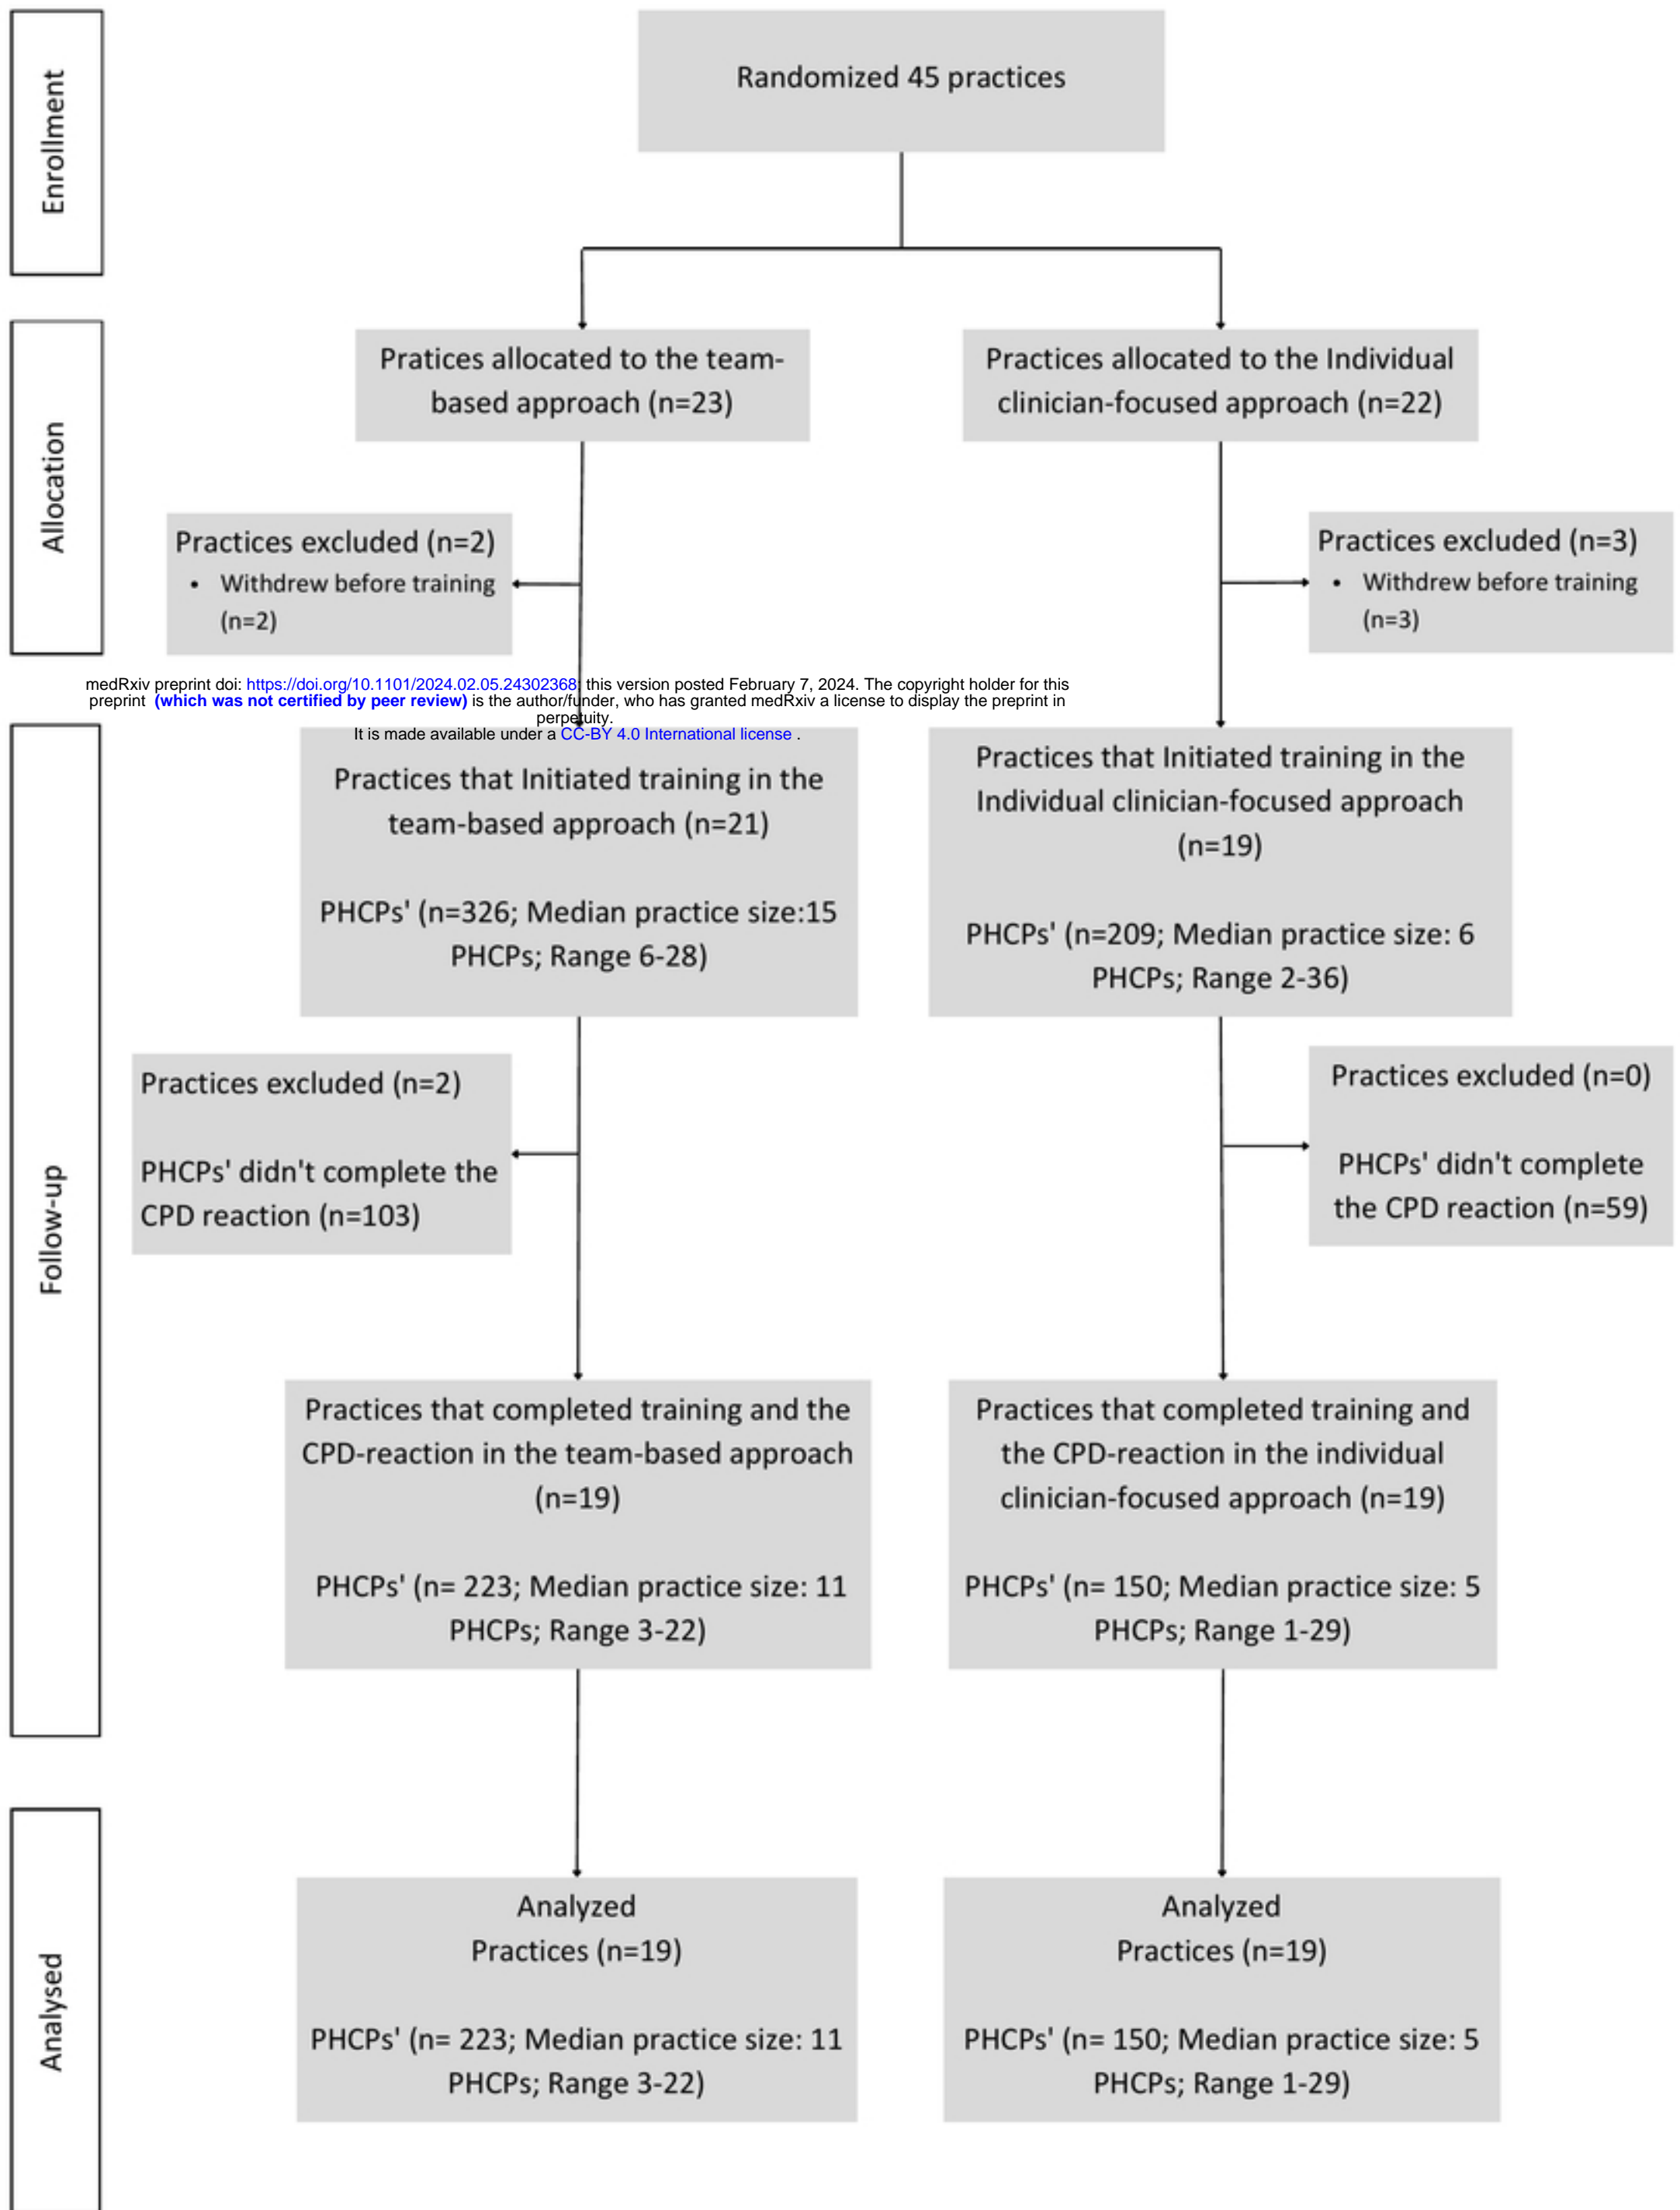 Enrollment
Randomized 45 practices
Allocation
Pratices allocated to the team-
based approach (n=23)
Practices allocated to the Individual
clinician-focused approach (n=22)
Practices excluded (n=2)
• Withdrew before training
(n=2)
Practices excluded (n=3)
• Withdrew before training
(n=3)
medRxiv preprint doi: https://doi.org/10.1101/2024.02.05.24302368; this version posted February 7, 2024. The copyright holder for this
preprint (which was not certified by peer review) is the author/funder, who has granted medRxiv a license to display the preprint in
perpetuity.
It is made available under a CC-BY 4.0 International license .
Follow-up
Practices that Initiated training in the
team-based approach (n=21)
PHCPs' (n=326; Median practice size:15
PHCPs; Range 6-28)
Practices that Initiated training in the
Individual clinician-focused approach
(n=19)
PHCPs' (n=209; Median practice size: 6
PHCPs; Range 2-36)
Practices excluded (n=2)
PHCPs' didn't complete the
CPD reaction (n=103)
Practices excluded (n=0)
PHCPs' didn't complete
the CPD reaction (n=59)
Practices that completed training and the
CPD-reaction in the team-based approach
(n=19)
PHCPs' (n= 223; Median practice size: 11
PHCPs; Range 3-22)
Practices that completed training and
the CPD-reaction in the individual
clinician-focused approach (n=19)
PHCPs' (n= 150; Median practice size: 5
PHCPs; Range 1-29)
Analysed
Analyzed
Practices (n=19)
PHCPs' (n= 223; Median practice size: 11
PHCPs; Range 3-22)
Analyzed
Practices (n=19)
PHCPs' (n= 150; Median practice size: 5
PHCPs; Range 1-29)